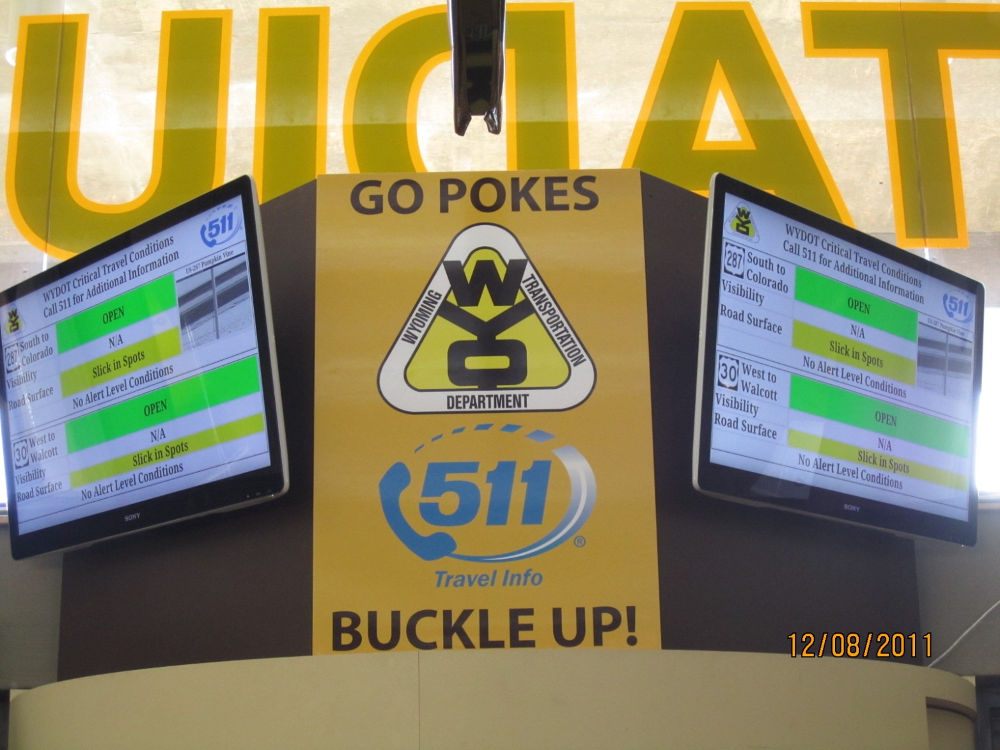 UIDAT
GO POKES
WYO
WYOMING
TRANSPORTATION
DEPARTMENT
511
®
Travel Info
BUCKLE UP!
WYDOT Critical Travel Conditions
Call 511 for Additional Information
511
287
South to
Colorado
OPEN
US-287 Pumpkin Vine
Visibility
N/A
Road Surface
Slick in Spots
No Alert Level Conditions
30
West to
Walcott
OPEN
Visibility
N/A
Road Surface
Slick in Spots
No Alert Level Conditions
SONY
WYO
WYDOT Critical Travel Conditions
Call 511 for Additional Information
511
287
South to
Colorado
OPEN
US-287 Pumpkin Vine
Visibility
N/A
Road Surface
Slick in Spots
No Alert Level Conditions
30
West to
Walcott
OPEN
Visibility
N/A
Road Surface
Slick in Spots
No Alert Level Conditions
SONY
12/08/2011